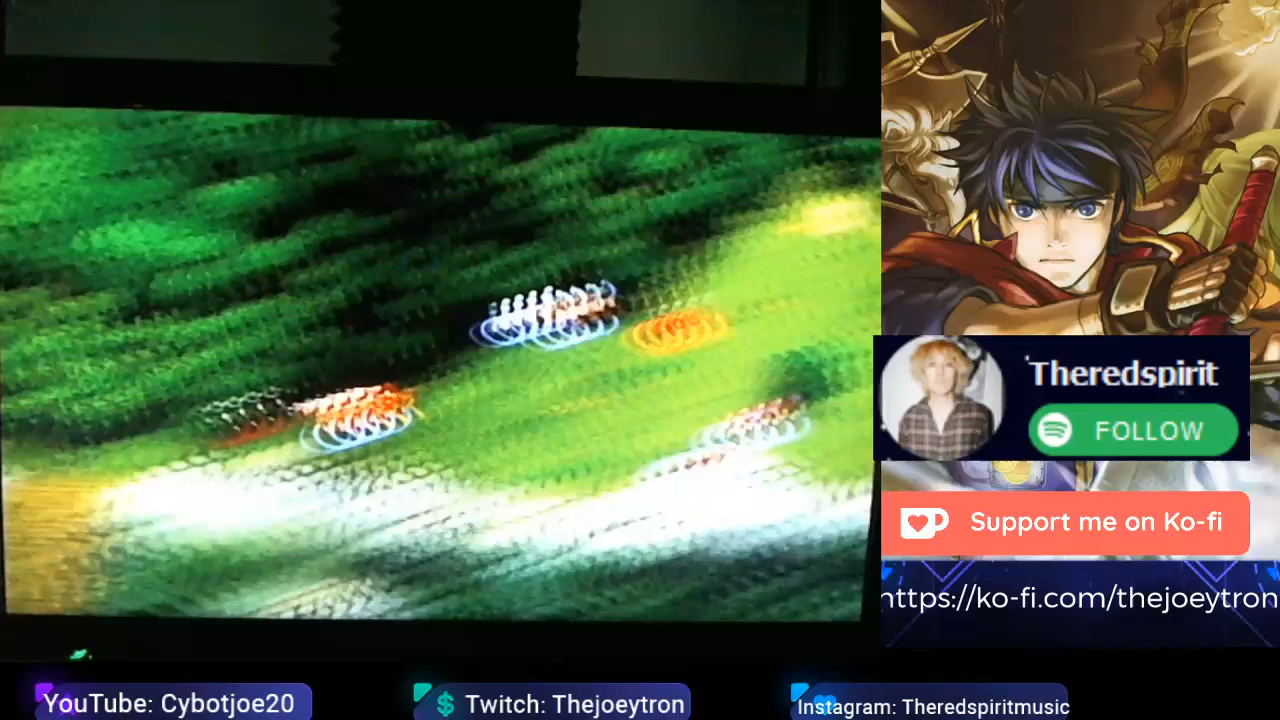 Theredspirit
FOLLOW
Support me on Ko-fi
https://ko-fi.com/thejoeytron
YouTube: Cybotjoe20
Twitch: Thejoeytron
Instagram: Theredspiritmusic